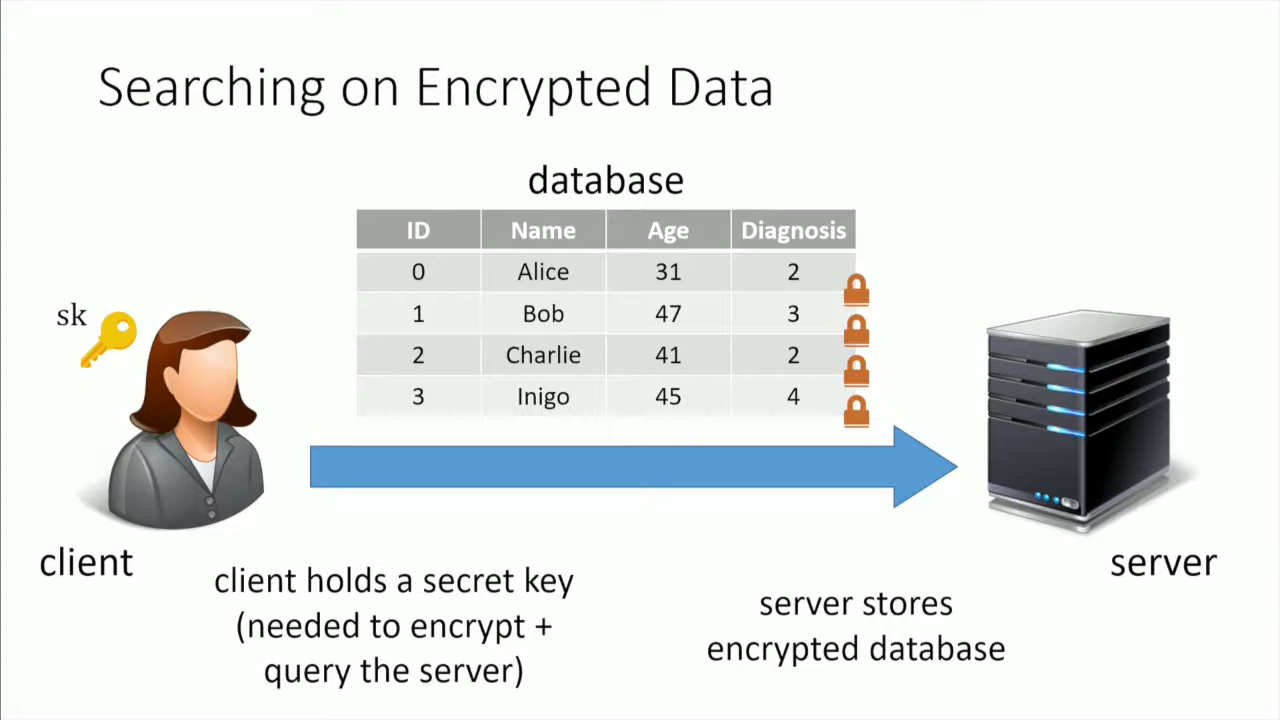 Searching on Encrypted Data
database
ID Name Age Diagnosis
0 Alice 31 2
1 Bob 47 3
2 Charlie 41 2
3 Inigo 45 4
sk
client
server
client holds a secret key
(needed to encrypt +
query the server)
server stores
encrypted database